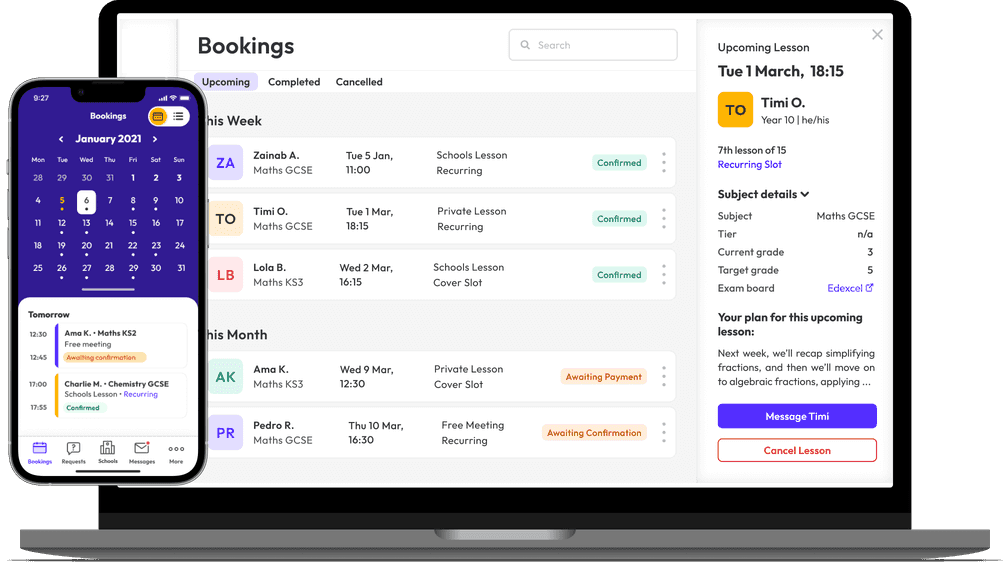 Bookings
Search
Upcoming Completed Cancelled
his Week
ZA
Zainab A.
Maths GCSE
Tue 5 Jan,
11:00
Schools Lesson
Recurring
Confirmed
TO
Timi O.
Maths GCSE
Tue 1 Mar,
18:15
Private Lesson
Recurring
Confirmed
LB
Lola B.
Maths KS3
Wed 2 Mar,
16:15
Schools Lesson
Cover Slot
Confirmed
his Month
AK
Ama K.
Maths KS3
Wed 9 Mar,
12:30
Private Lesson
Cover Slot
Awaiting Payment
PR
Pedro R.
Maths GCSE
Thu 10 Mar,
16:30
Free Meeting
Recurring
Awaiting Confirmation
Upcoming Lesson
Tue 1 March, 18:15
TO
Timi O.
Year 10 | he/his
7th lesson of 15
Recurring Slot
Subject details
Subject Maths GCSE
Tier n/a
Current grade 3
Target grade 5
Exam board Edexcel
Your plan for this upcoming
lesson:
Next week, we'll recap simplifying
fractions, and then we'll move on
to algebraic fractions, applying ...
Message Timi
Cancel Lesson
9:27
Bookings
January 2021
Mon Tue Wed Thu Fri Sat Sun
28 29 30 31 1 2 3
4 5 6 7 8 9 10
11 12 13 14 15 16 17
18 19 20 21 22 23 24
25 26 27 28 29 30 31
Tomorrow
12:30
12:45
Ama K. • Maths KS2
Free meeting
Awaiting confirmation
17:00
17:55
Charlie M. • Chemistry GCSE
Schools Lesson • Recurring
Confirmed
Bookings Requests Schools Messages More